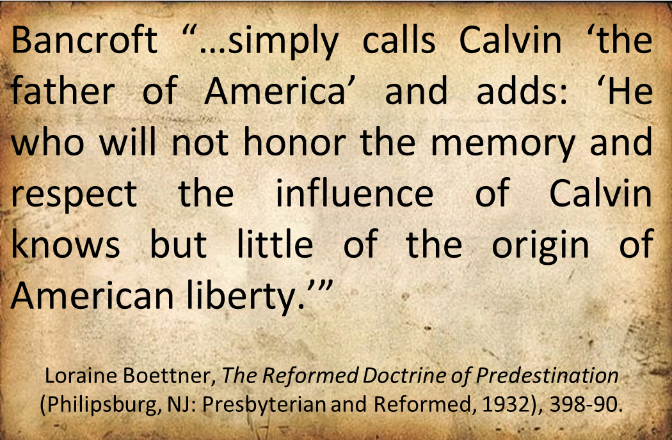 Bancroft “…simply calls Calvin ‘the
father of America’ and adds: ‘He
who will not honor the memory and
respect the influence of Calvin
knows but little of the origin of
American liberty.’”
Loraine Boettner, The Reformed Doctrine of Predestination
(Philipsburg, NJ: Presbyterian and Reformed, 1932), 398-90.